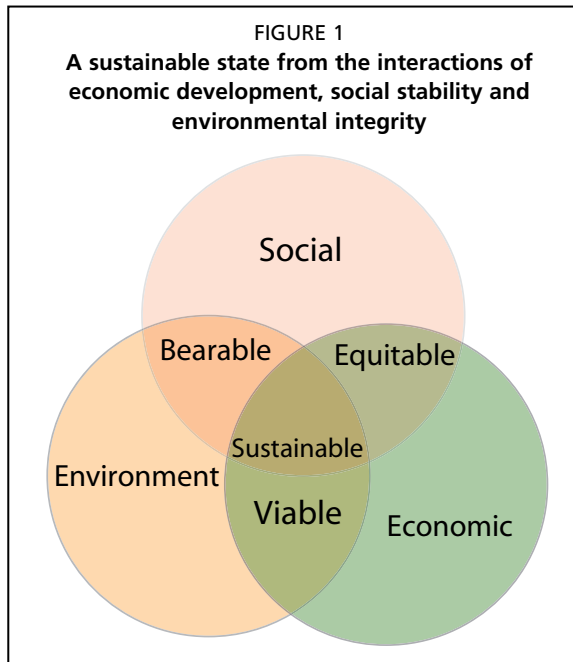 FIGURE 1
A sustainable state from the interactions of
economic development, social stability and
environmental integrity
Social
Bearable
Equitable
Sustainable
Environment
Viable
Economic